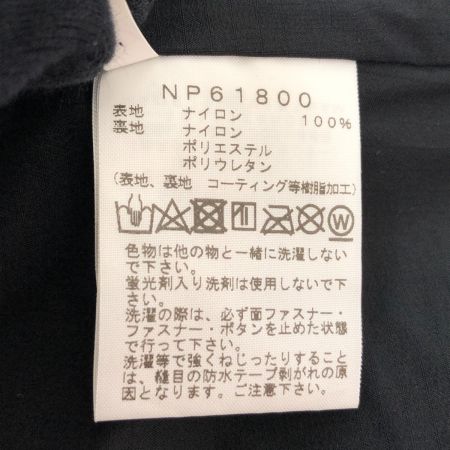 NP61800
表地 ナイロン 100%
裏地 ナイロン
ポリエステル
ポリウレタン
(表地、裏地 コーティング等樹脂加工)
色物は他の物と一緒に洗濯しない
で下さい。
蛍光剤入り洗剤は使用しないで下
さい。
洗濯の際は、必ず面ファスナー・
ファスナー・ボタンを止めた状態
で行って下さい。
洗濯等で強くねじったりすること
は、縫目の防水テープ剥がれの原
因となります。ご注意下さい。